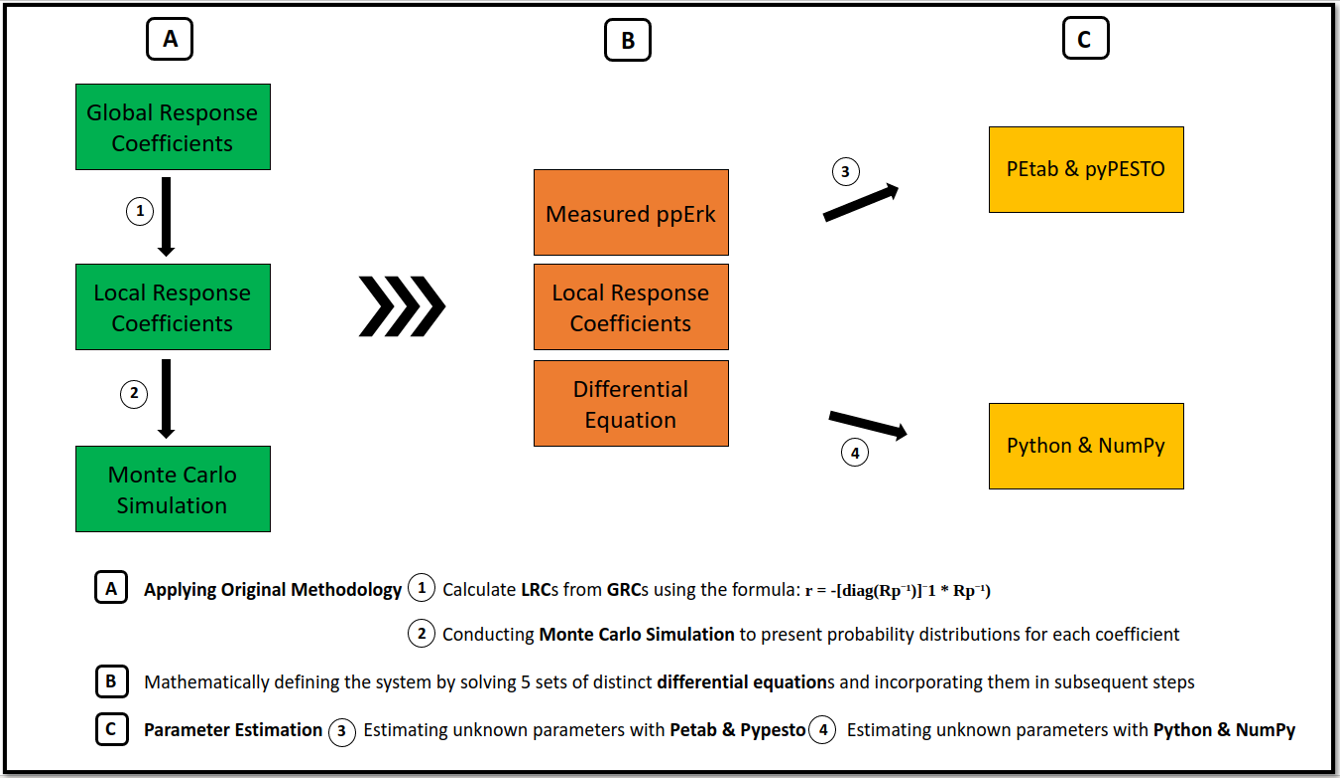 A
B
C
Global Response
Coefficients
1
Local Response
Coefficients
2
Monte Carlo
Simulation
Measured ppErk
Local Response
Coefficients
Differential
Equation
3
4
PEtab & pyPESTO
Python & NumPy
A Applying Original Methodology 1 Calculate LRCs from GRCs using the formula: r = -[diag(Rp⁻¹)]⁻1 * Rp⁻¹)
2 Conducting Monte Carlo Simulation to present probability distributions for each coefficient
B Mathematically defining the system by solving 5 sets of distinct differential equations and incorporating them in subsequent steps
C Parameter Estimation 3 Estimating unknown parameters with Petab & Pypesto 4 Estimating unknown parameters with Python & NumPy